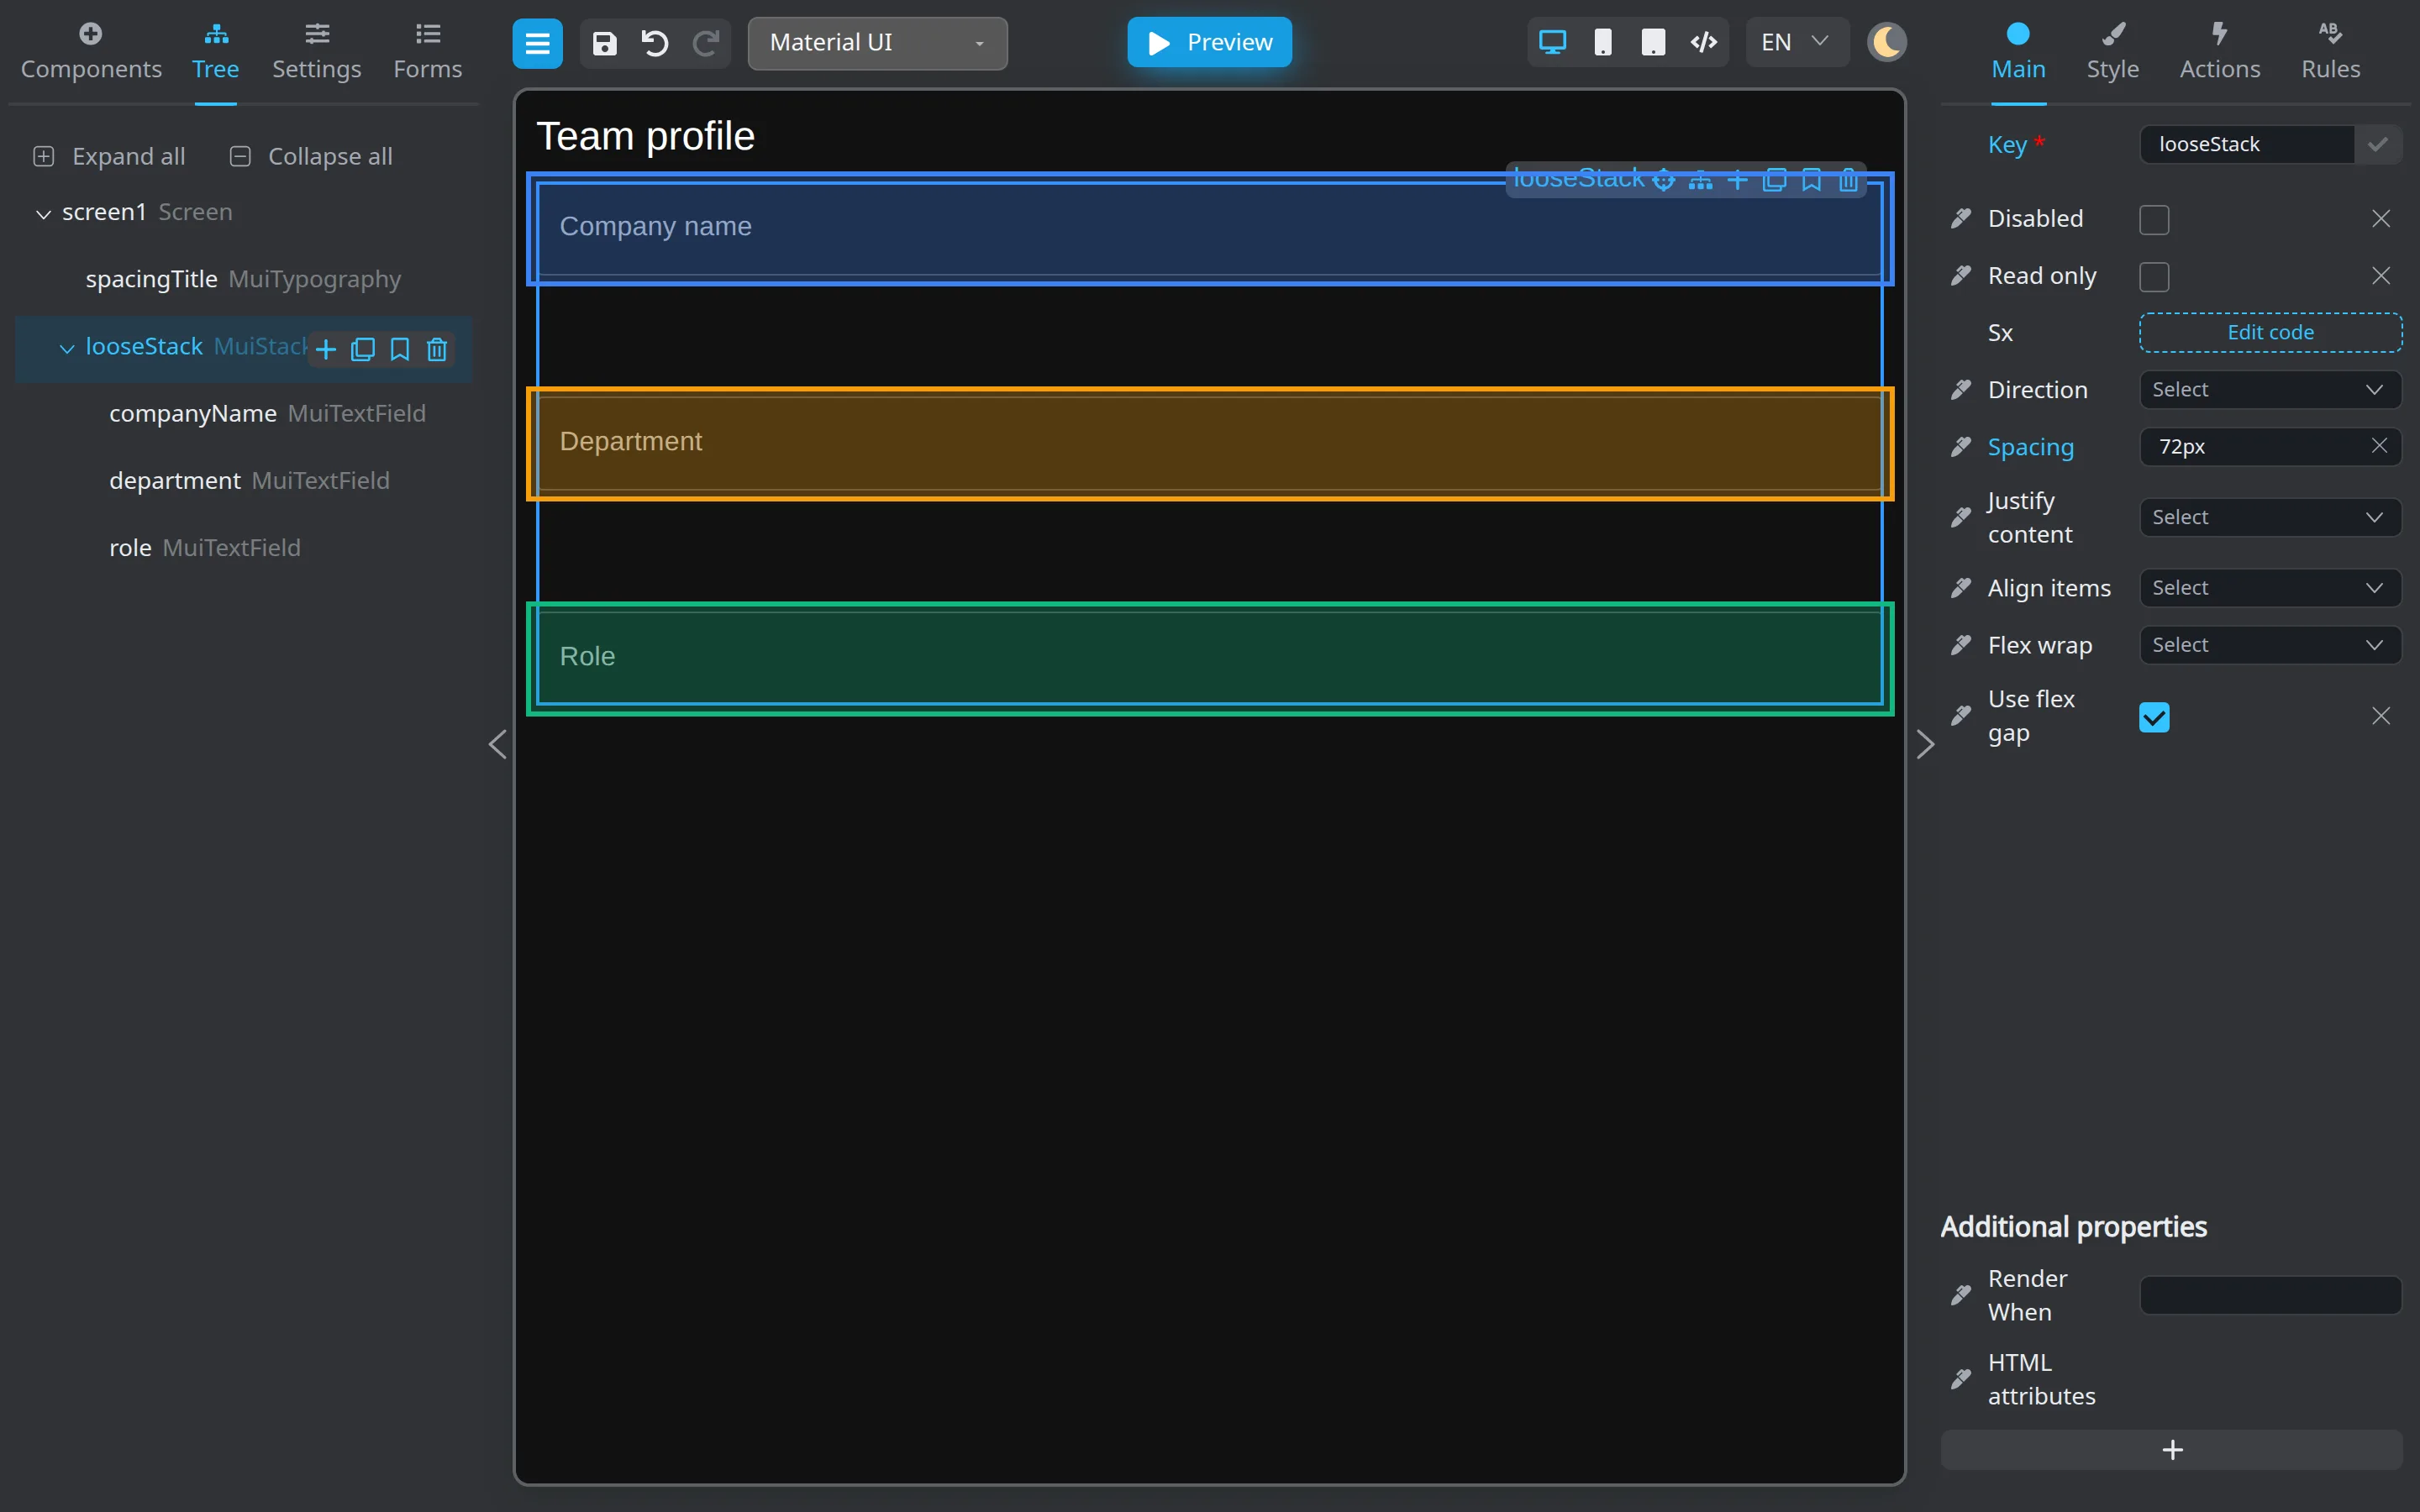 Components Tree Settings Forms
Material UI
Preview
EN
Main Style Actions Rules
Expand all Collapse all
screen1 Screen
spacingTitle MuiTypography
looseStack MuiStack
companyName MuiTextField
department MuiTextField
role MuiTextField
Team profile
looseStack
Company name
Department
Role
Key * looseStack
Disabled
Read only
Sx Edit code
Direction Select
Spacing 72px
Justify
content Select
Align items Select
Flex wrap Select
Use flex
gap
Additional properties
Render
When
HTML
attributes